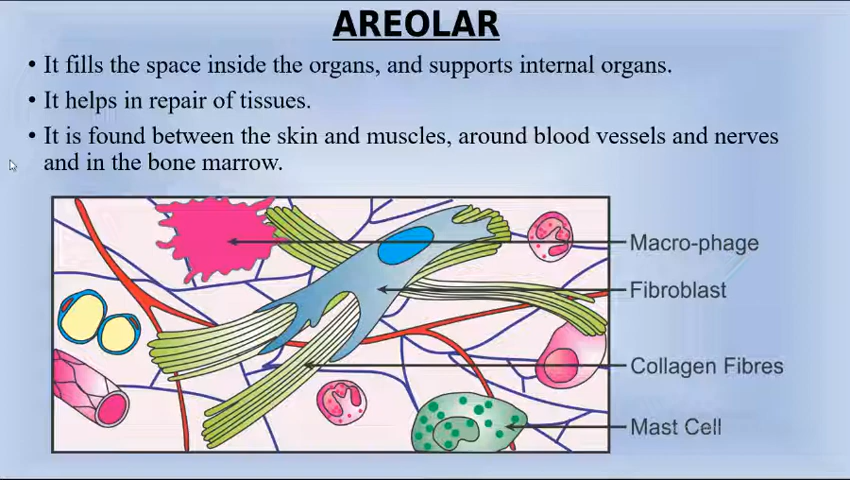 AREOLAR
• It fills the space inside the organs, and supports internal organs.
• It helps in repair of tissues.
• It is found between the skin and muscles, around blood vessels and nerves
and in the bone marrow.
Macro-phage
Fibroblast
Collagen Fibres
Mast Cell